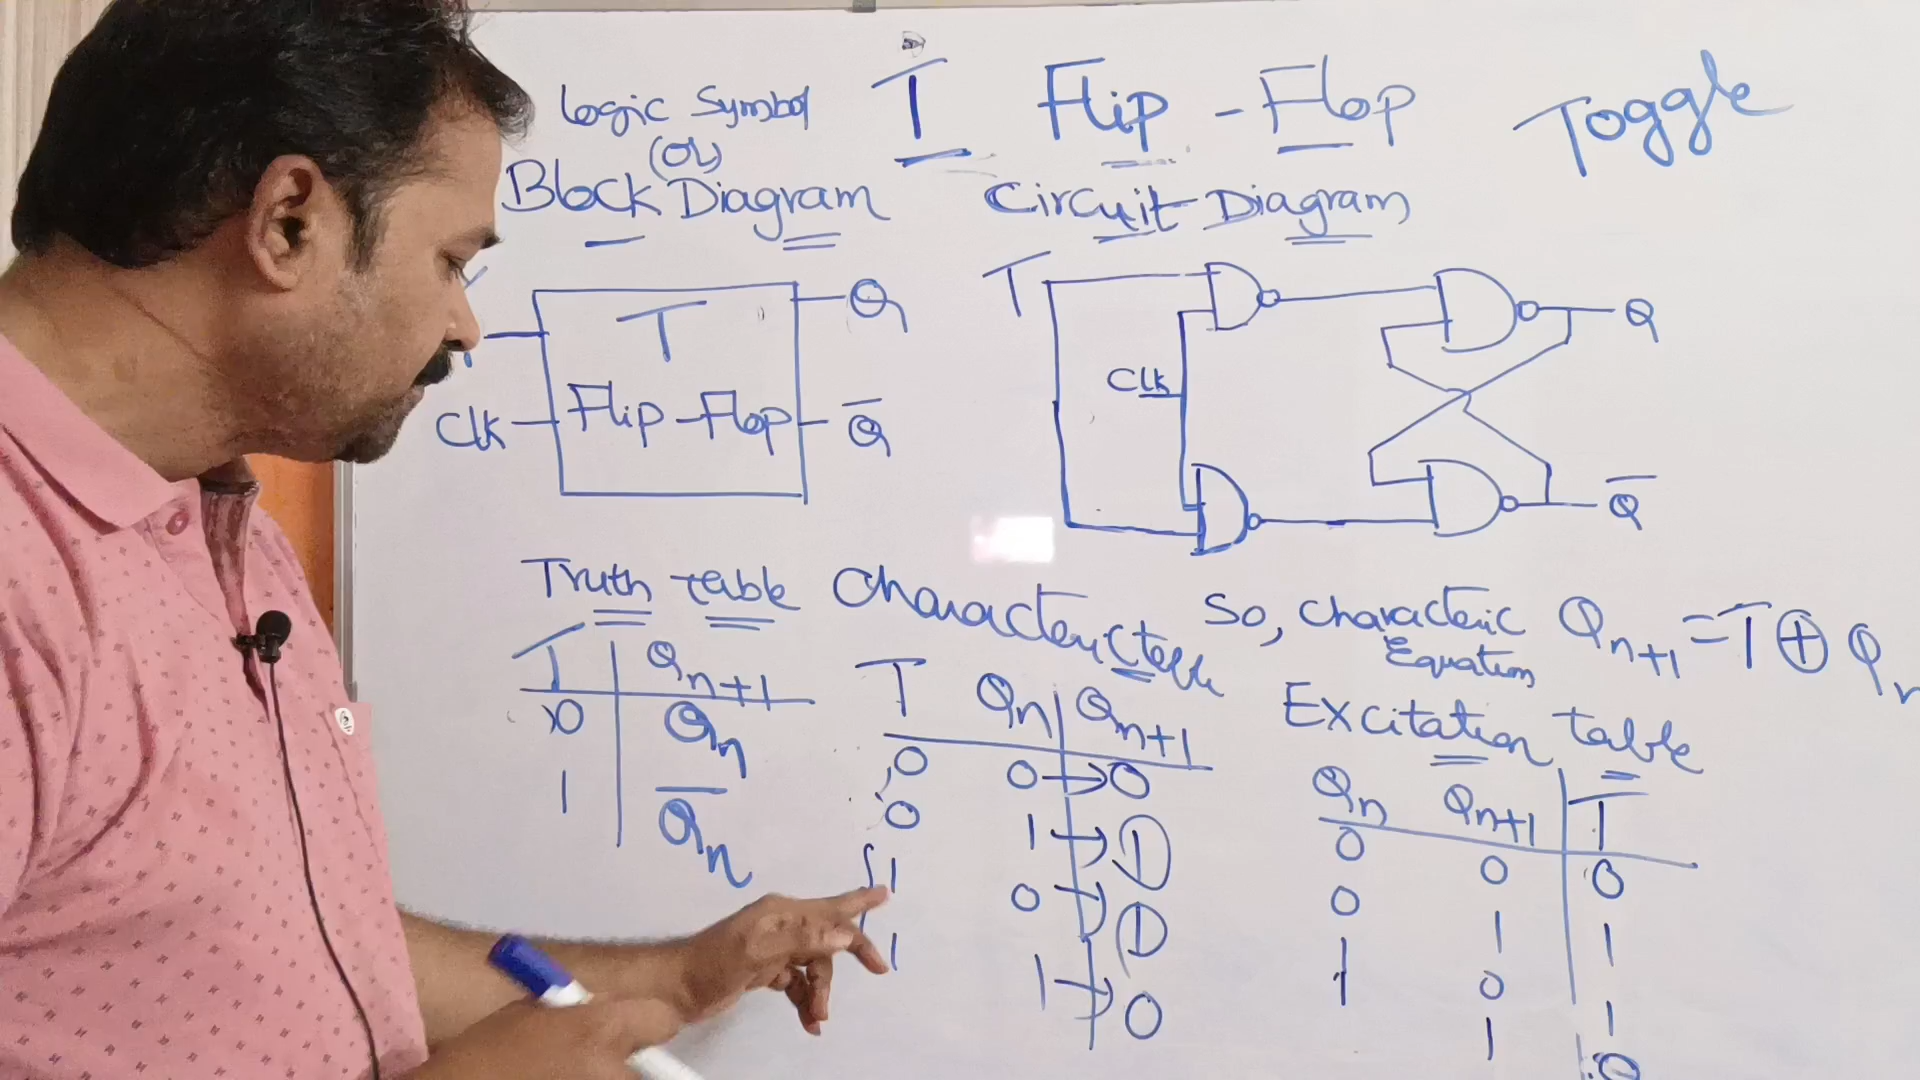 T Flip-Flop
Toggle
Logic Symbol
(or)
Block Diagram
T
Flip-Flop
Clk
Q
Q̅
Circuit Diagram
T
Clk
Q
Q̅
Truth table
T Qn+1
0 Qn
1 Q̅n
Characteric table
T Qn Qn+1
0 0 → 0
0 1 → 1
1 0 → 1
1 1 → 0
So, characteric Equation Qn+1 = T ⊕ Qn
Excitation table
Qn Qn+1 T
0 0 0
0 1 1
1 0 1
1 1 0